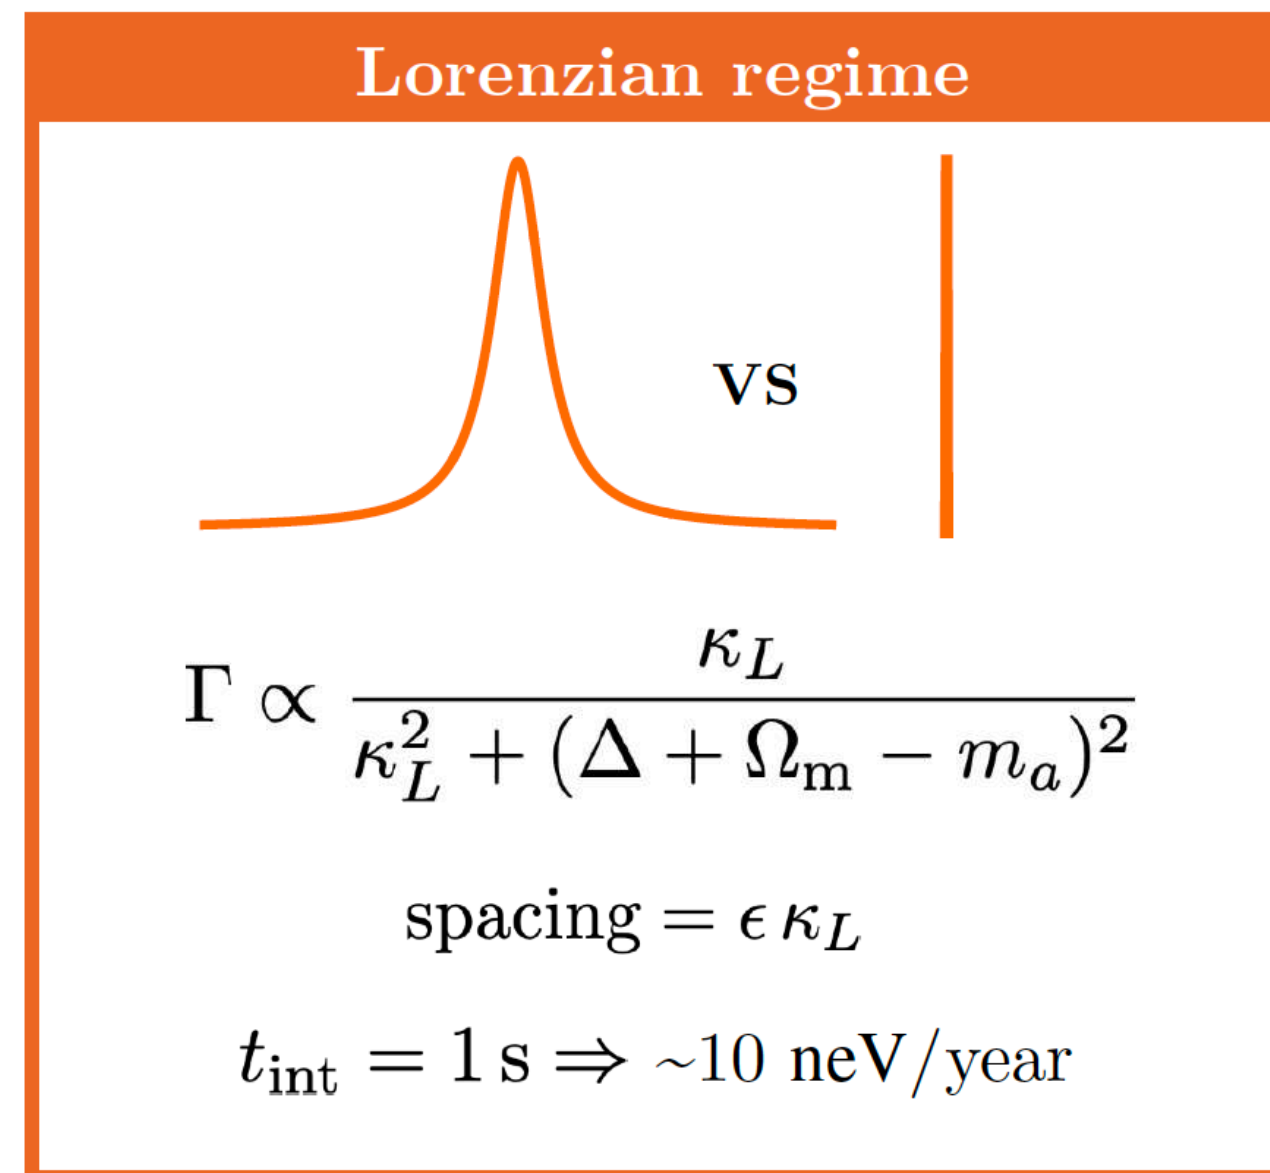 Lorenzian regime
vs
Γ ∝ κ_L / (κ_L^2 + (Δ + Ω_m − m_a)^2)
spacing = ϵ κ_L
t_int = 1 s ⇒ ~10 neV/year